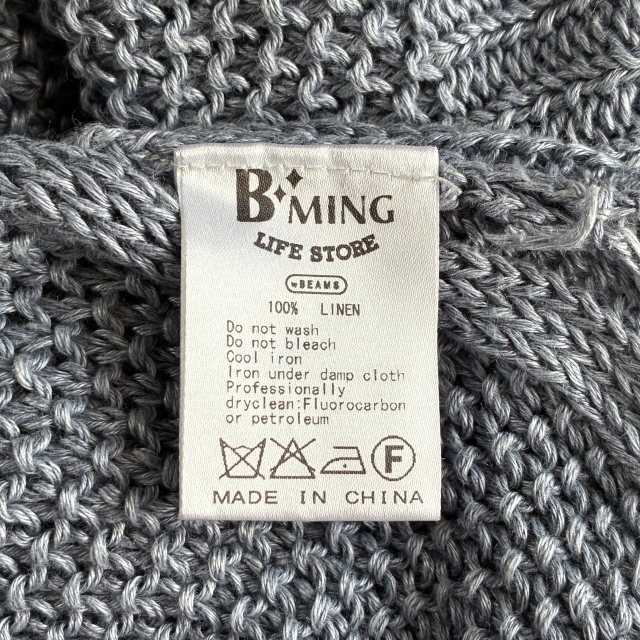 B MING
LIFE STORE
BEAMS
100% LINEN
Do not wash
Do not bleach
Cool iron
Iron under damp cloth
Professionally
dryclean:Fluorocarbon
or petroleum
F
MADE IN CHINA